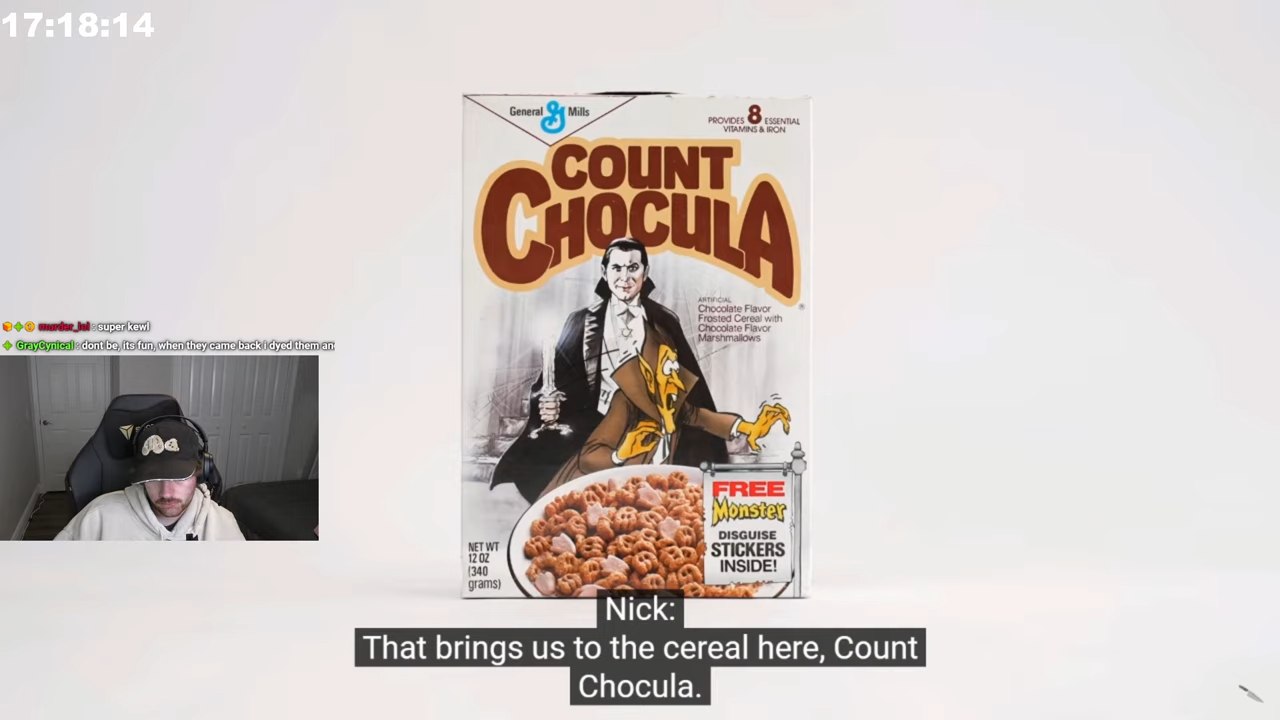 17:18:14
General Mills
PROVIDES 8 ESSENTIAL
VITAMINS & IRON
COUNT
CHOCULA
®
ARTIFICIAL
Chocolate Flavor
Frosted Cereal with
Chocolate Flavor
Marshmallows
murder_lol : super kewl
GrayCynical : dont be, its fun, when they came back i dyed them an
FREE
Monster
DISGUISE
STICKERS
INSIDE!
NET WT
12 OZ
(340
grams)
Nick:
That brings us to the cereal here, Count
Chocula.